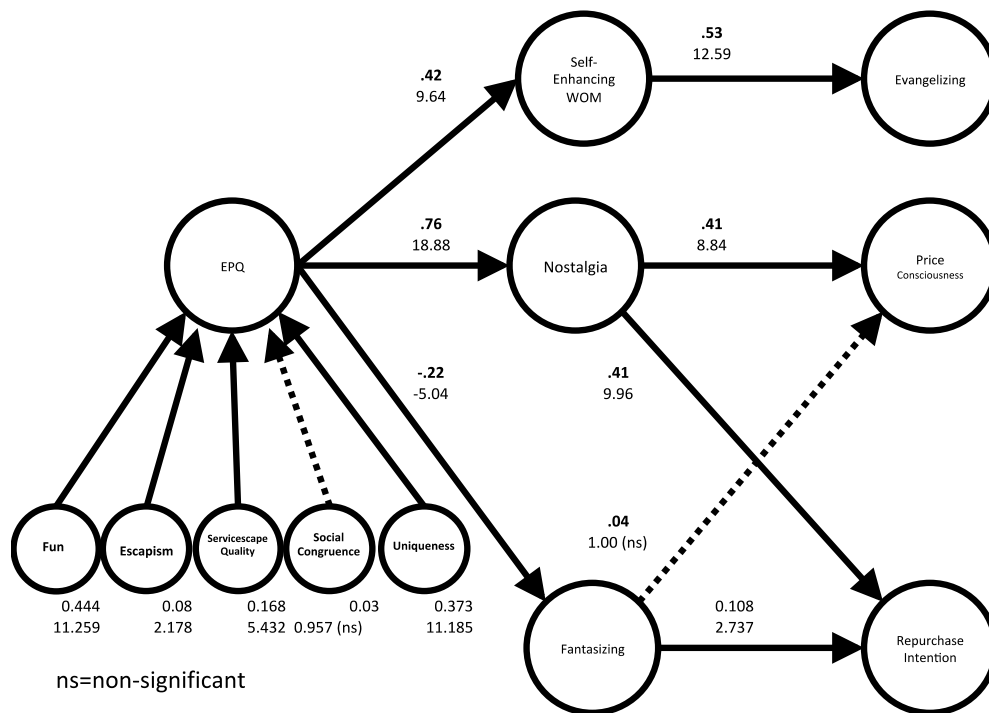 .42
9.64
Self-
Enhancing
WOM
.53
12.59
Evangelizing
EPQ
.76
18.88
Nostalgia
.41
8.84
Price
Consciousness
-.22
-5.04
.41
9.96
Fun
Escapism
Servicescape
Quality
Social
Congruence
Uniqueness
.04
1.00 (ns)
0.444
11.259
0.08
2.178
0.168
5.432
0.03
0.957 (ns)
0.373
11.185
Fantasizing
0.108
2.737
Repurchase
Intention
ns=non-significant